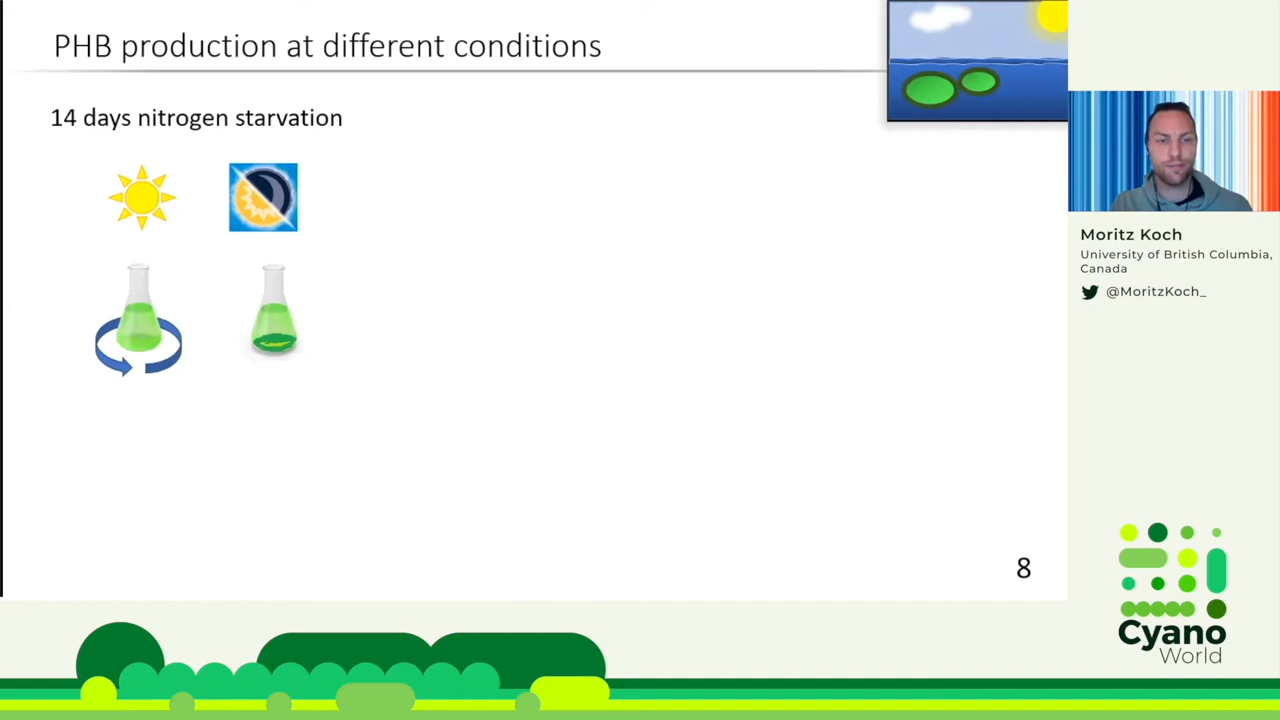 PHB production at different conditions
14 days nitrogen starvation
8
Moritz Koch
University of British Columbia,
Canada
@MoritzKoch_
Cyano
World